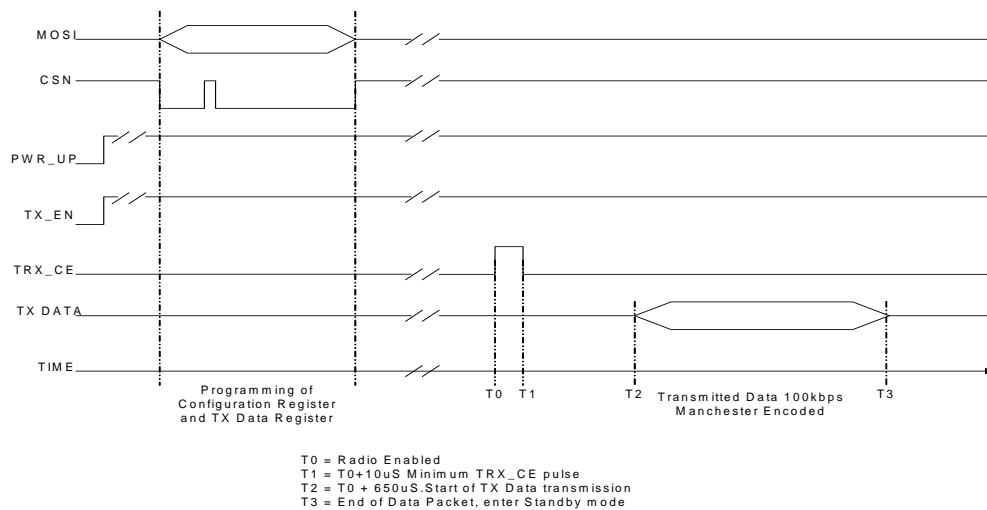 MOSI
CSN
PWR_UP
TX_EN
TRX_CE
TX DATA
TIME
T0
T1
T2
T3
Programming of
Configuration Register
and TX Data Register
Transmitted Data 100kbps
Manchester Encoded
T0 = Radio Enabled
T1 = T0+10uS Minimum TRX_CE pulse
T2 = T0 + 650uS.Start of TX Data transmission
T3 = End of Data Packet, enter Standby mode